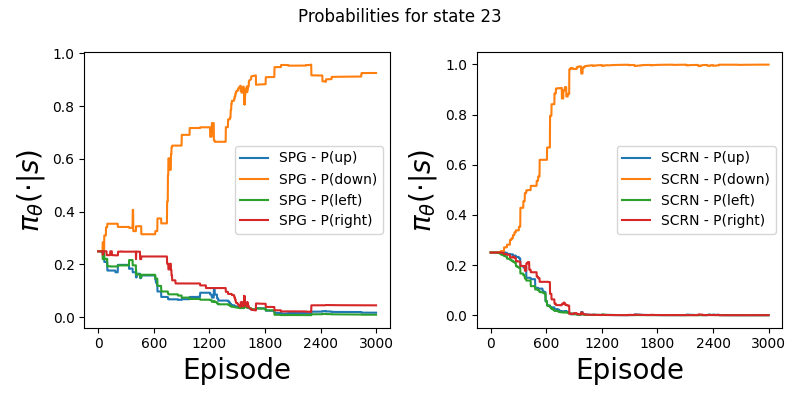 Probabilities for state 23
π_θ(·|s)
1.0
0.8
0.6
0.4
0.2
0.0
SPG - P(up)
SPG - P(down)
SPG - P(left)
SPG - P(right)
0 600 1200 1800 2400 3000
Episode
π_θ(·|s)
1.0
0.8
0.6
0.4
0.2
0.0
SCRN - P(up)
SCRN - P(down)
SCRN - P(left)
SCRN - P(right)
0 600 1200 1800 2400 3000
Episode